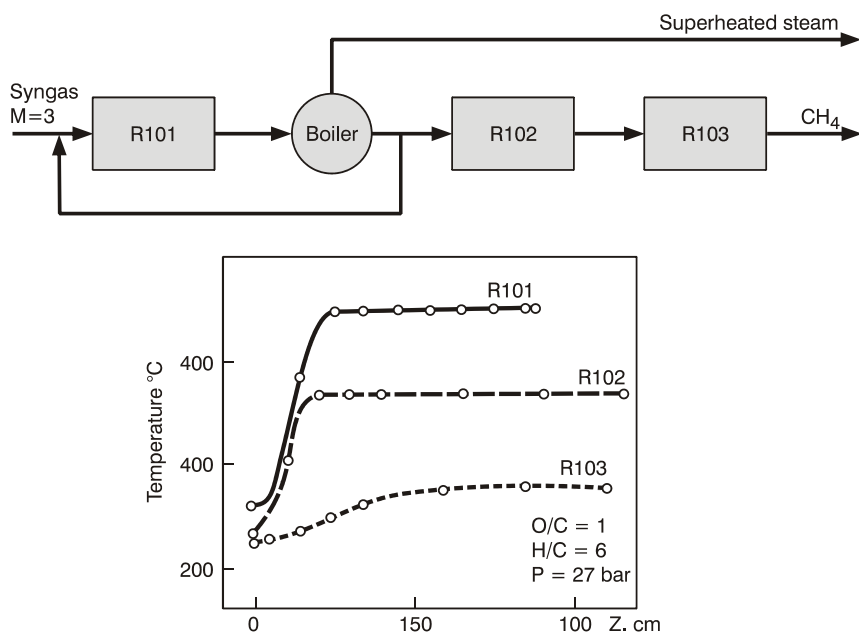 Superheated steam
Syngas
M=3
R101
Boiler
R102
R103
CH₄
R101
R102
R103
Temperature °C
400
400
200
O/C = 1
H/C = 6
P = 27 bar
0
150
100
Z. cm